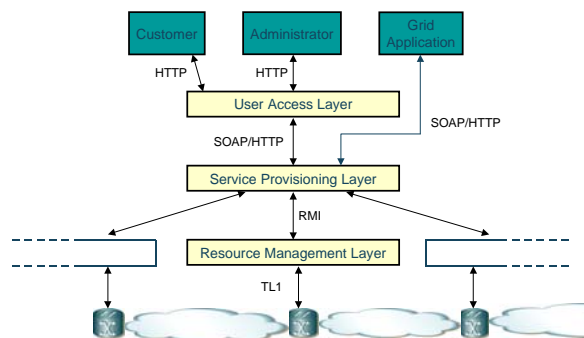 Customer
Administrator
Grid
Application
HTTP
HTTP
User Access Layer
SOAP/HTTP
SOAP/HTTP
Service Provisioning Layer
RMI
Resource Management Layer
TL1